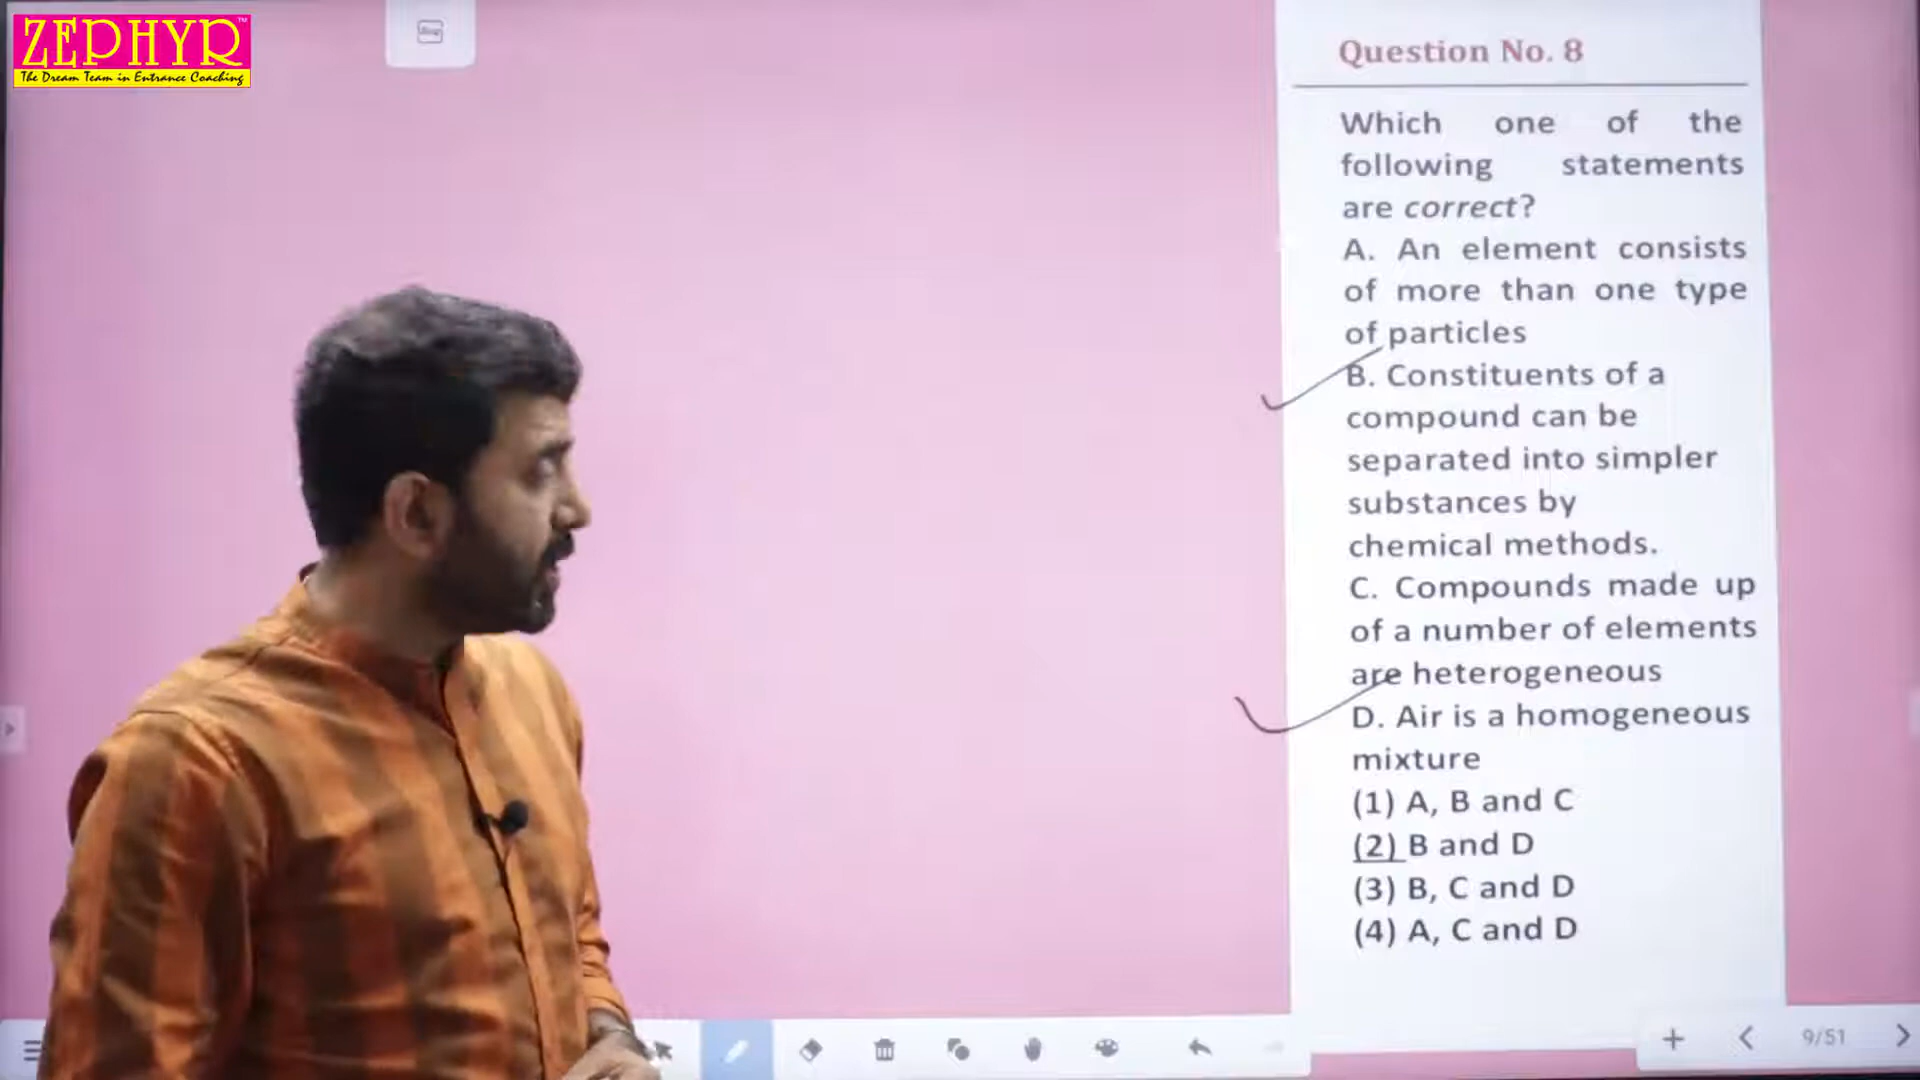 ZEPHYR™
The Dream Team in Entrance Coaching
Question No. 8
Which one of the
following statements
are correct?
A. An element consists
of more than one type
of particles
B. Constituents of a
compound can be
separated into simpler
substances by
chemical methods.
C. Compounds made up
of a number of elements
are heterogeneous
D. Air is a homogeneous
mixture
(1) A, B and C
(2) B and D
(3) B, C and D
(4) A, C and D
9/51